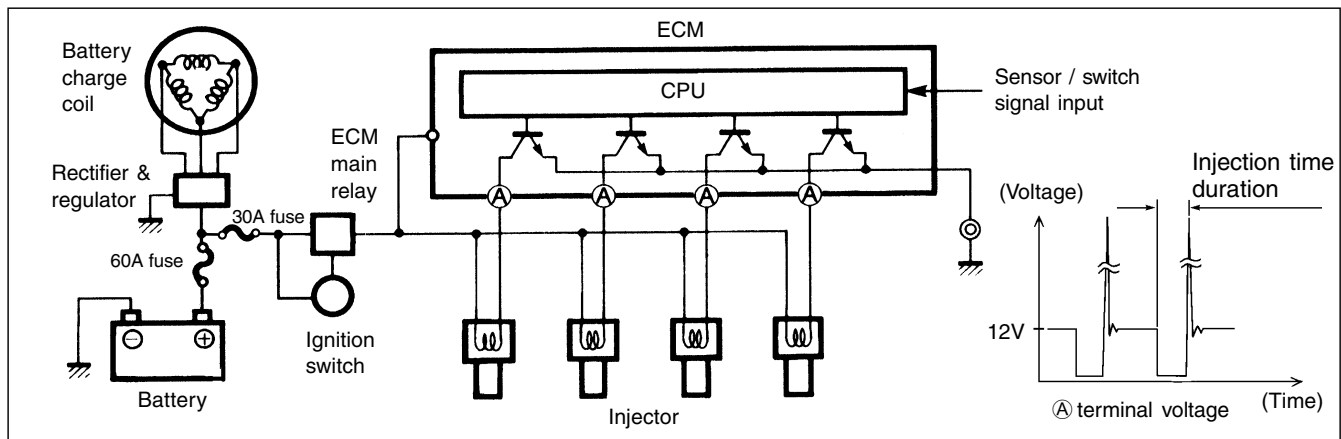 ECM
Battery
charge
coil
CPU
Sensor / switch
signal input
ECM
main
relay
Rectifier &
regulator
30A fuse
60A fuse
A A A A
Injection time
duration
(Voltage)
12V
⊖ ⊕
Ignition
switch
Battery
Injector
Ⓐ terminal voltage
(Time)